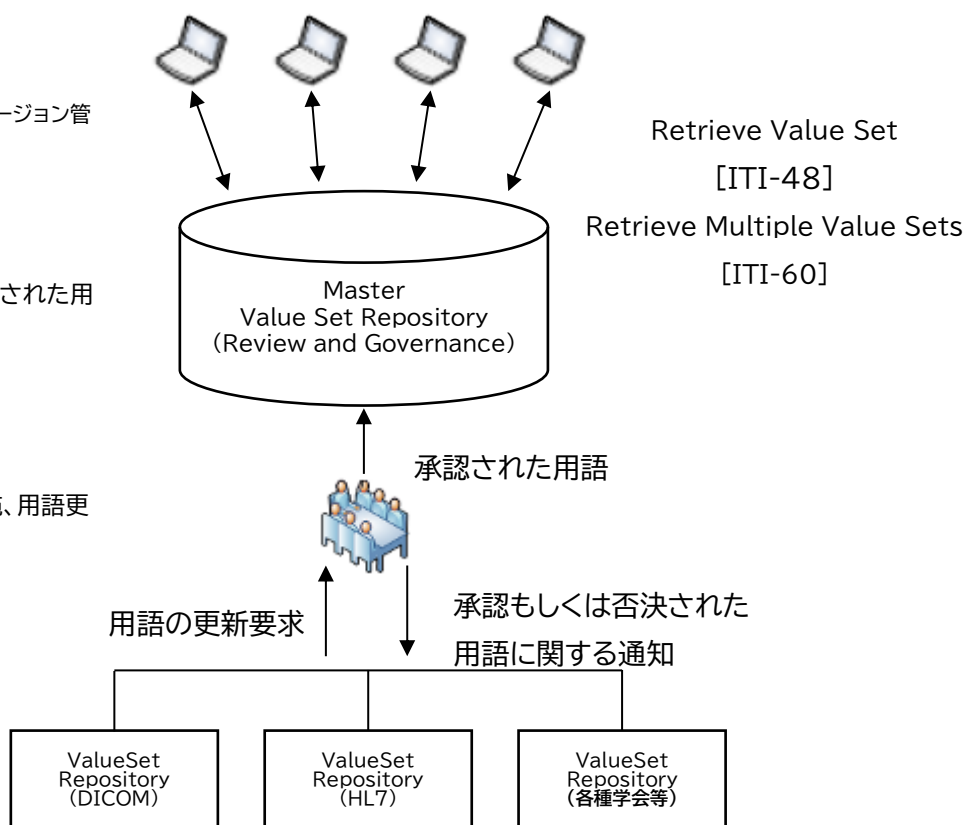 ージョン管
Retrieve Value Set
[ITI-48]
Retrieve Multiple Value Sets
[ITI-60]
された用
Master
Value Set Repository
(Review and Governance)
承認された用語
、用語更
用語の更新要求
承認もしくは否決された
用語に関する通知
ValueSet
Repository
(DICOM)
ValueSet
Repository
(HL7)
ValueSet
Repository
(各種学会等)